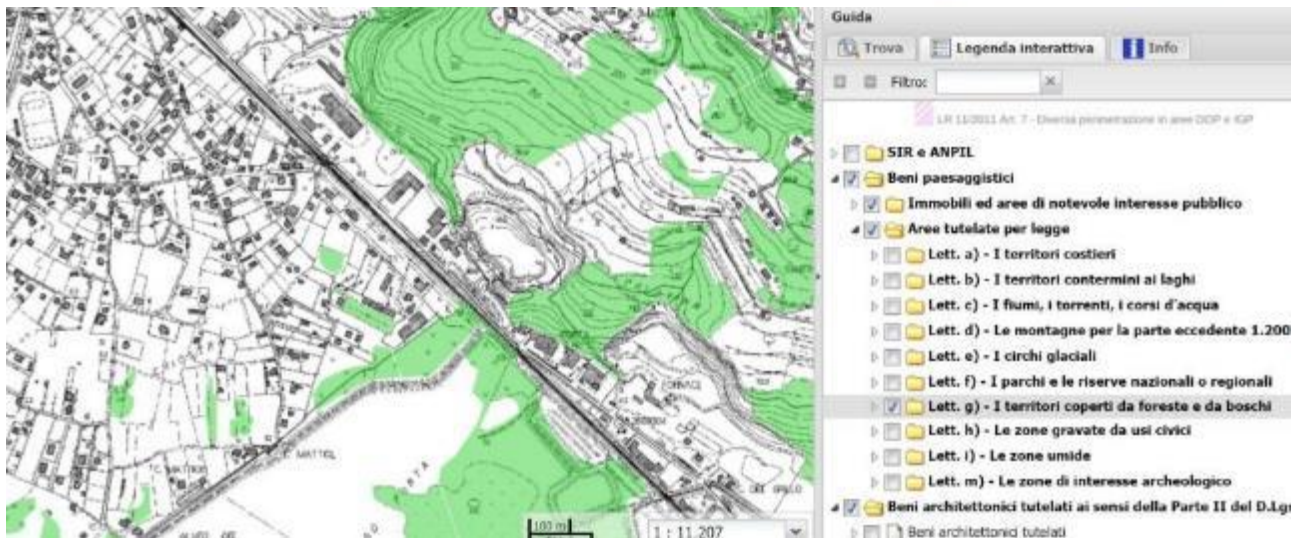 Guida
Trova Legenda interattiva Info
Filtro:
LR 11/2011 Art. 7 - Diversa perimetrazione in aree DOP e IGP
SIR e ANPIL
Beni paesaggistici
Immobili ed aree di notevole interesse pubblico
Aree tutelate per legge
Lett. a) - I territori costieri
Lett. b) - I territori contermini ai laghi
Lett. c) - I fiumi, i torrenti, i corsi d'acqua
Lett. d) - Le montagne per la parte eccedente 1.200
Lett. e) - I circhi glaciali
Lett. f) - I parchi e le riserve nazionali o regionali
Lett. g) - I territori coperti da foreste e da boschi
Lett. h) - Le zone gravate da usi civici
Lett. i) - Le zone umide
Lett. m) - Le zone di interesse archeologico
Beni architettonici tutelati ai sensi della Parte II del D.Lg
Beni architettonici tutelati
FORNACE
C. MATTEI
100 m
1 : 11.207